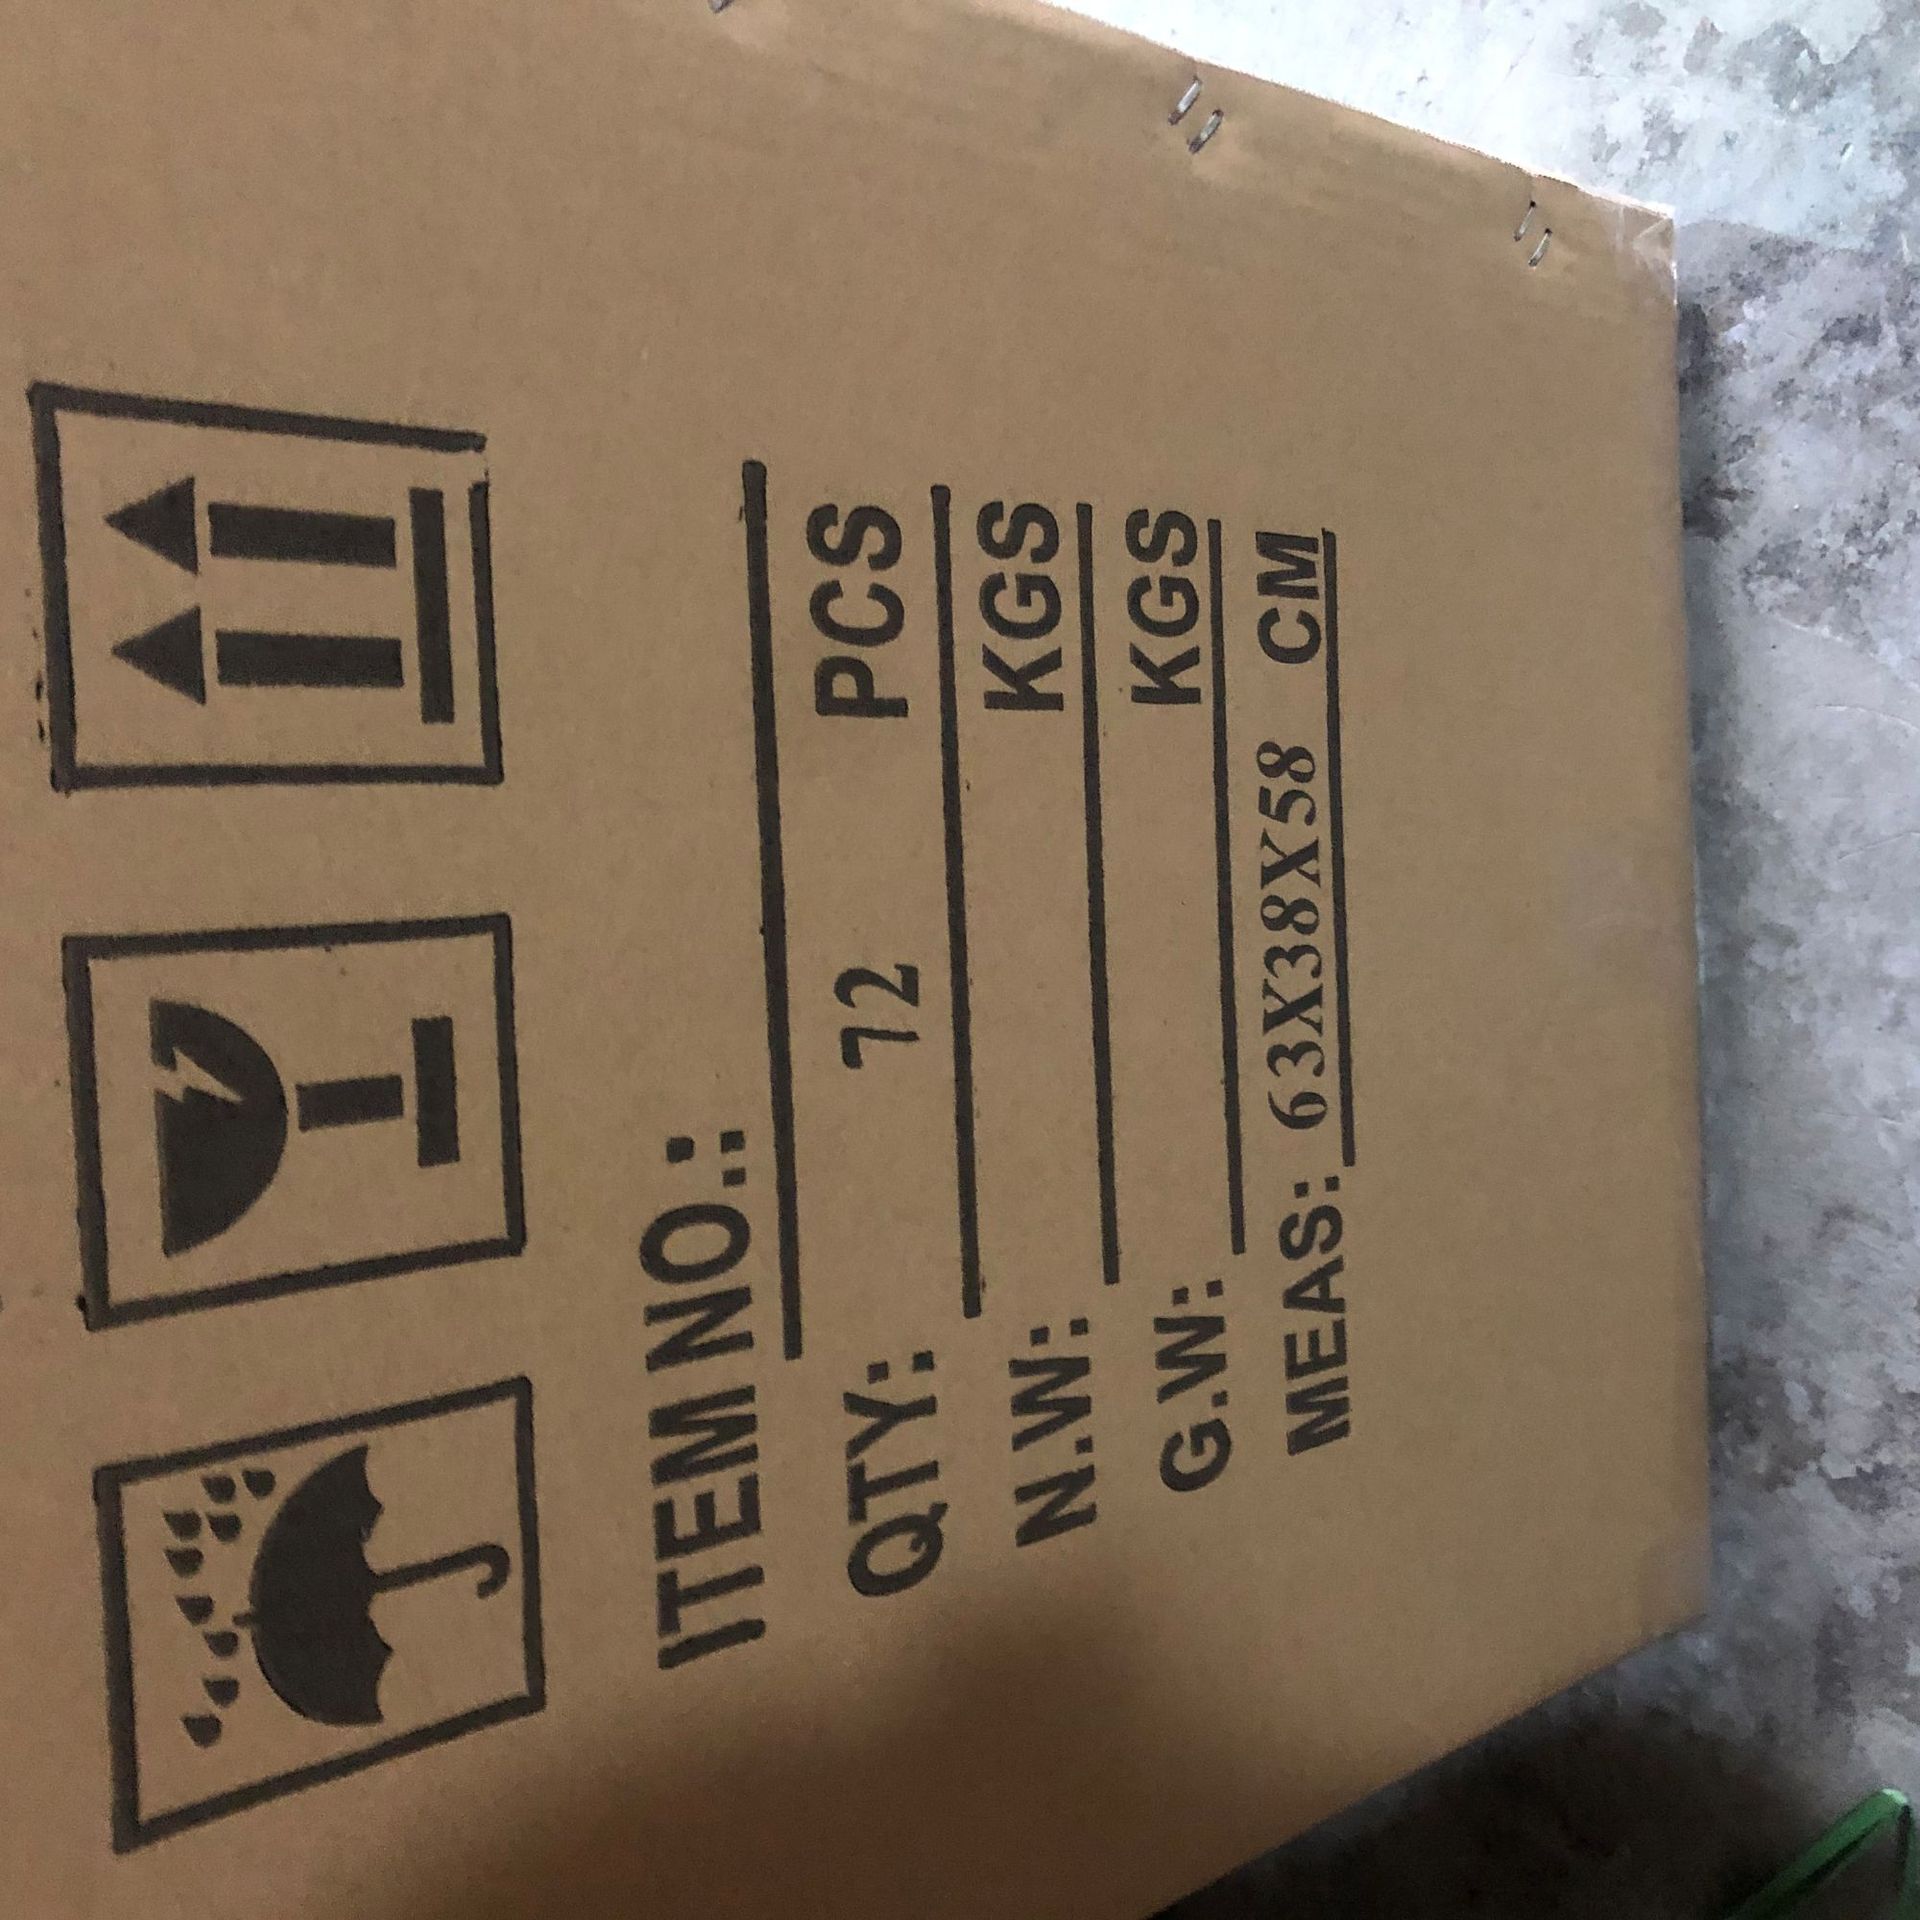 ITEM NO.:
QTY: 72 PCS
N.W: KGS
G.W: KGS
MEAS: 63X38X58 CM